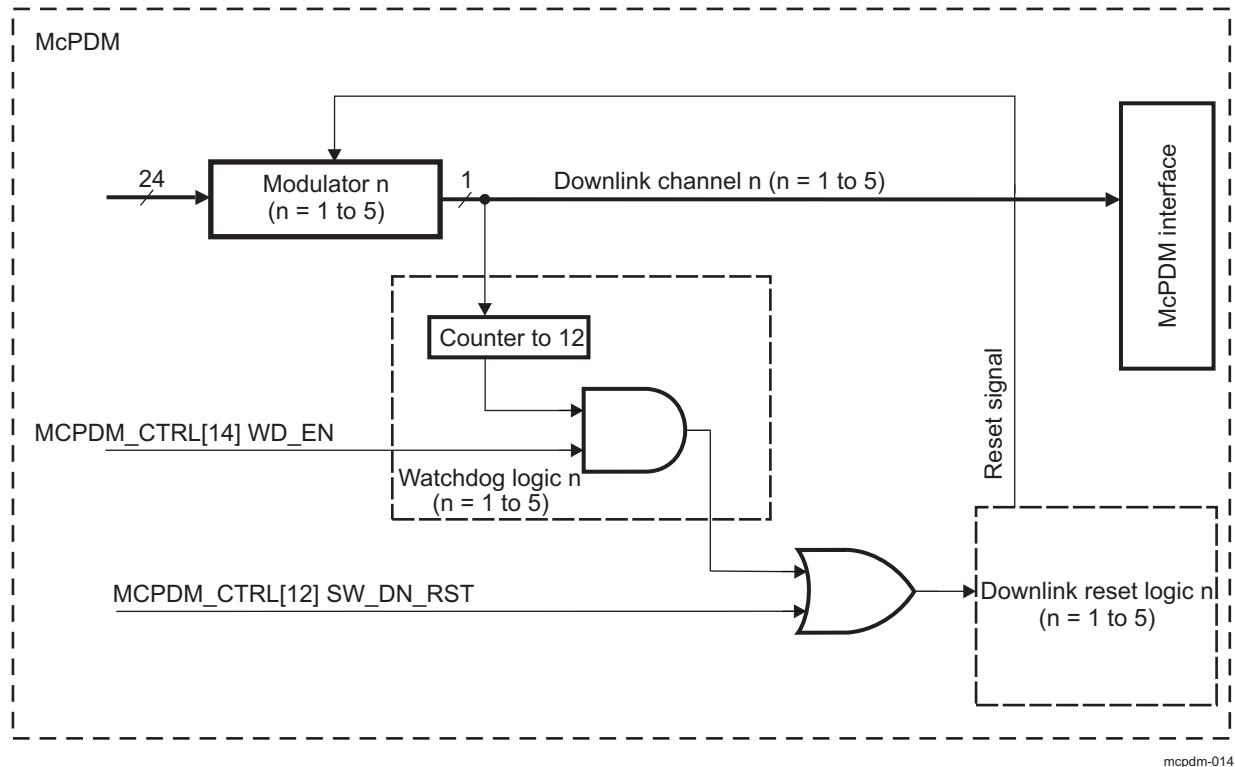 McPDM
24
Modulator n
(n = 1 to 5)
1
Downlink channel n (n = 1 to 5)
McPDM interface
Counter to 12
MCPDM_CTRL[14] WD_EN
Watchdog logic n
(n = 1 to 5)
Reset signal
MCPDM_CTRL[12] SW_DN_RST
Downlink reset logic n
(n = 1 to 5)
mcpdm-014